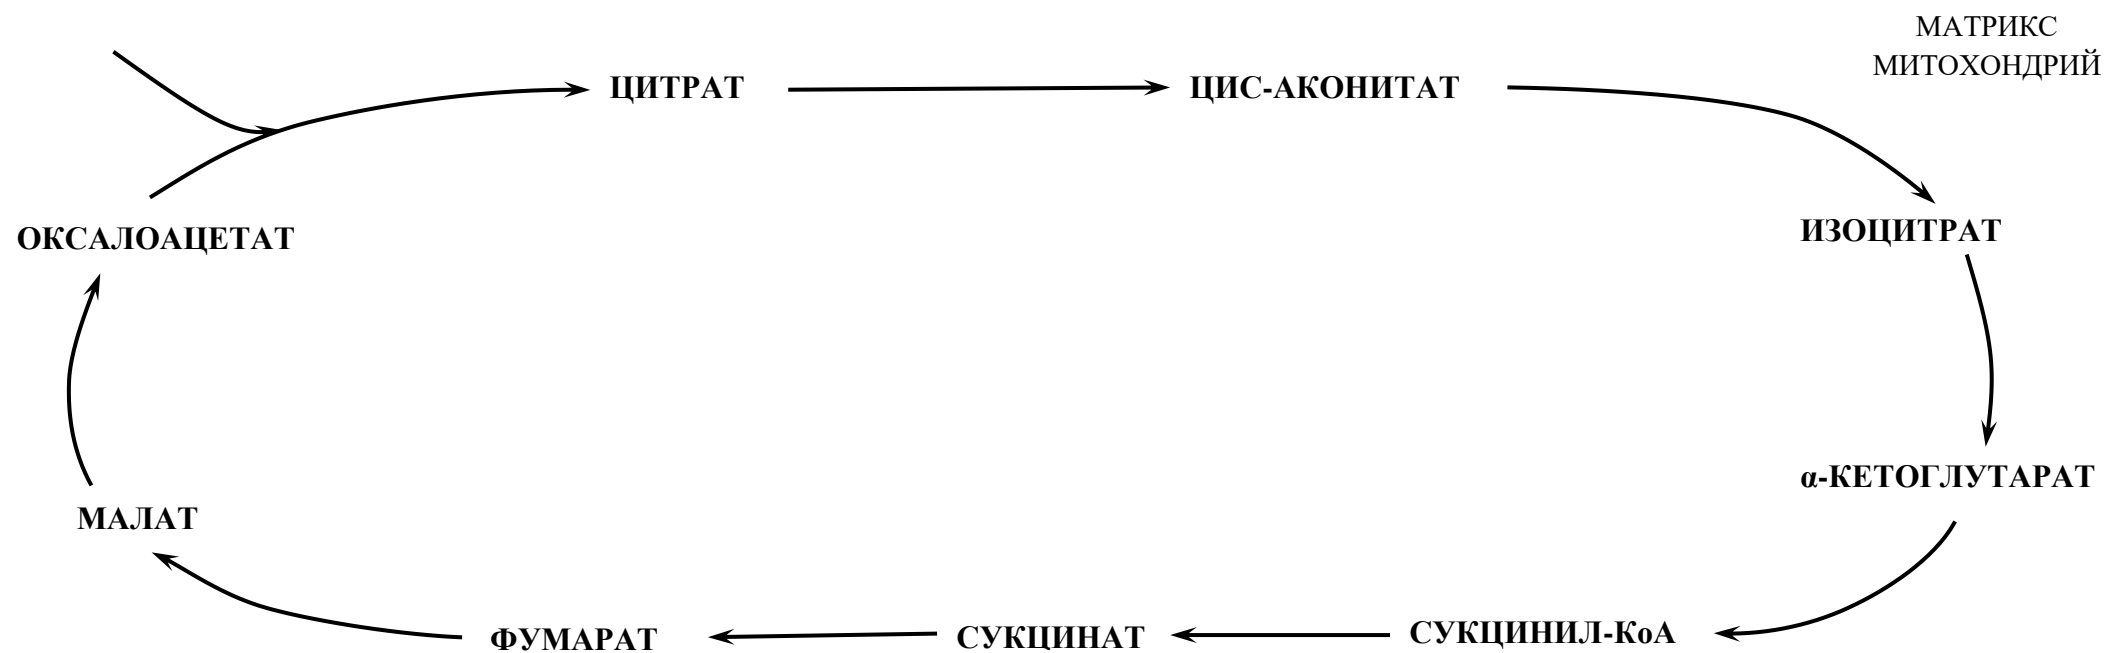 МАТРИКС
МИТОХОНДРИЙ
ЦИТРАТ
ЦИС-АКОНИТАТ
ИЗОЦИТРАТ
ОКСАЛОАЦЕТАТ
α-КЕТОГЛУТАРАТ
МАЛАТ
ФУМАРАТ
СУКЦИНАТ
СУКЦИНИЛ-КоА